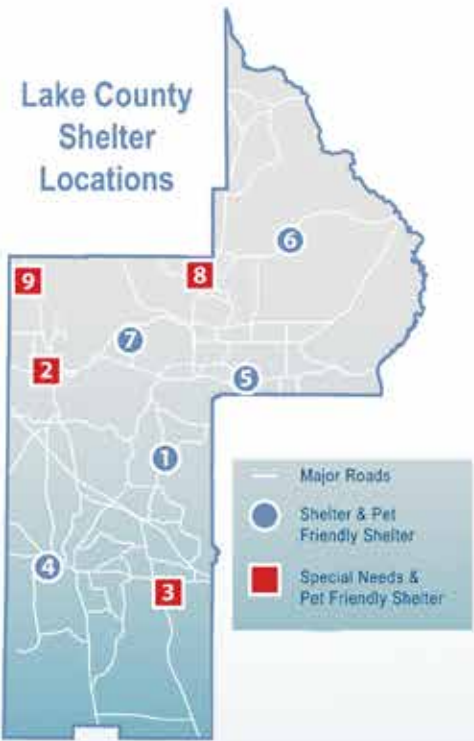 Lake County
Shelter
Locations
6
9
8
7
2
5
1
4
3
Major Roads
Shelter & Pet
Friendly Shelter
Special Needs &
Pet Friendly Shelter